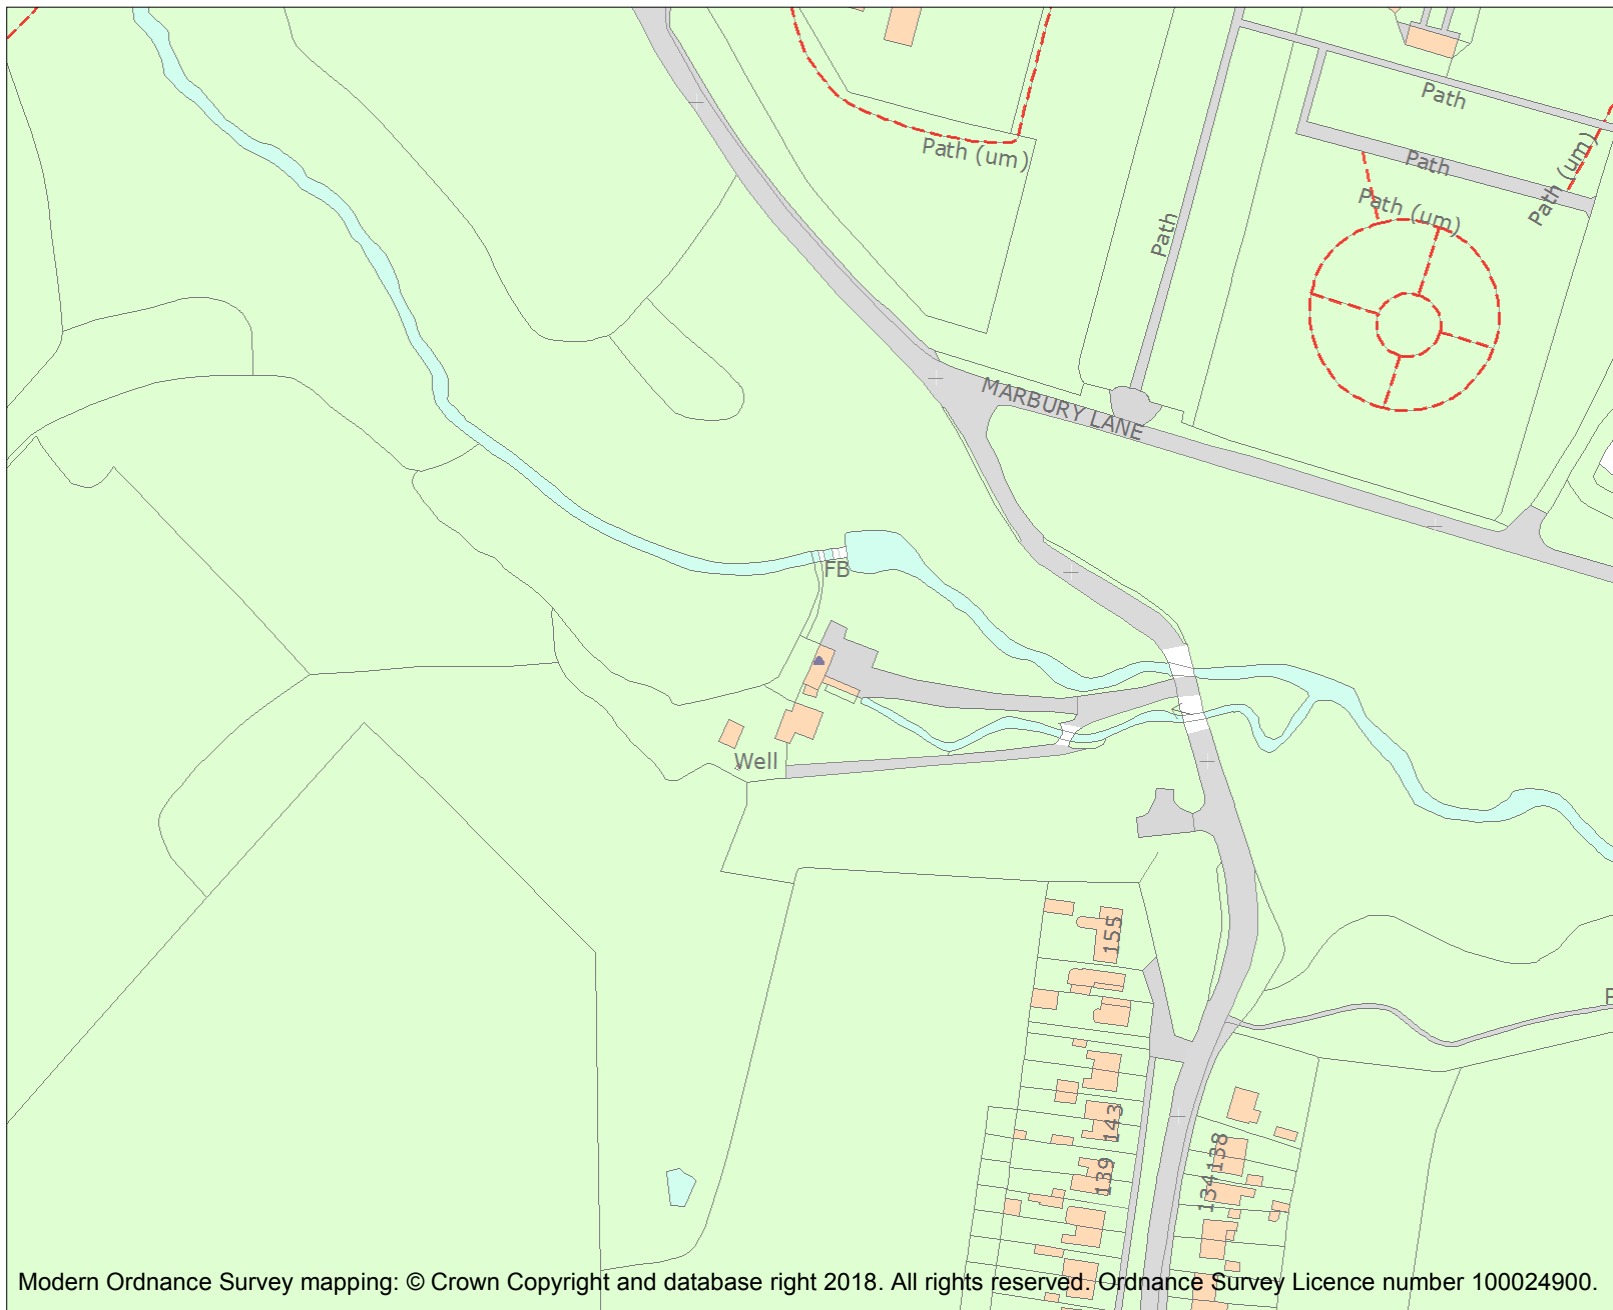 Path
Path (um)
Path
Path (um)
Path (um)
Path
MARBURY LANE
FB
Well
155
143
139
138
134
Modern Ordnance Survey mapping: © Crown Copyright and database right 2018. All rights reserved. Ordnance Survey Licence number 100024900.